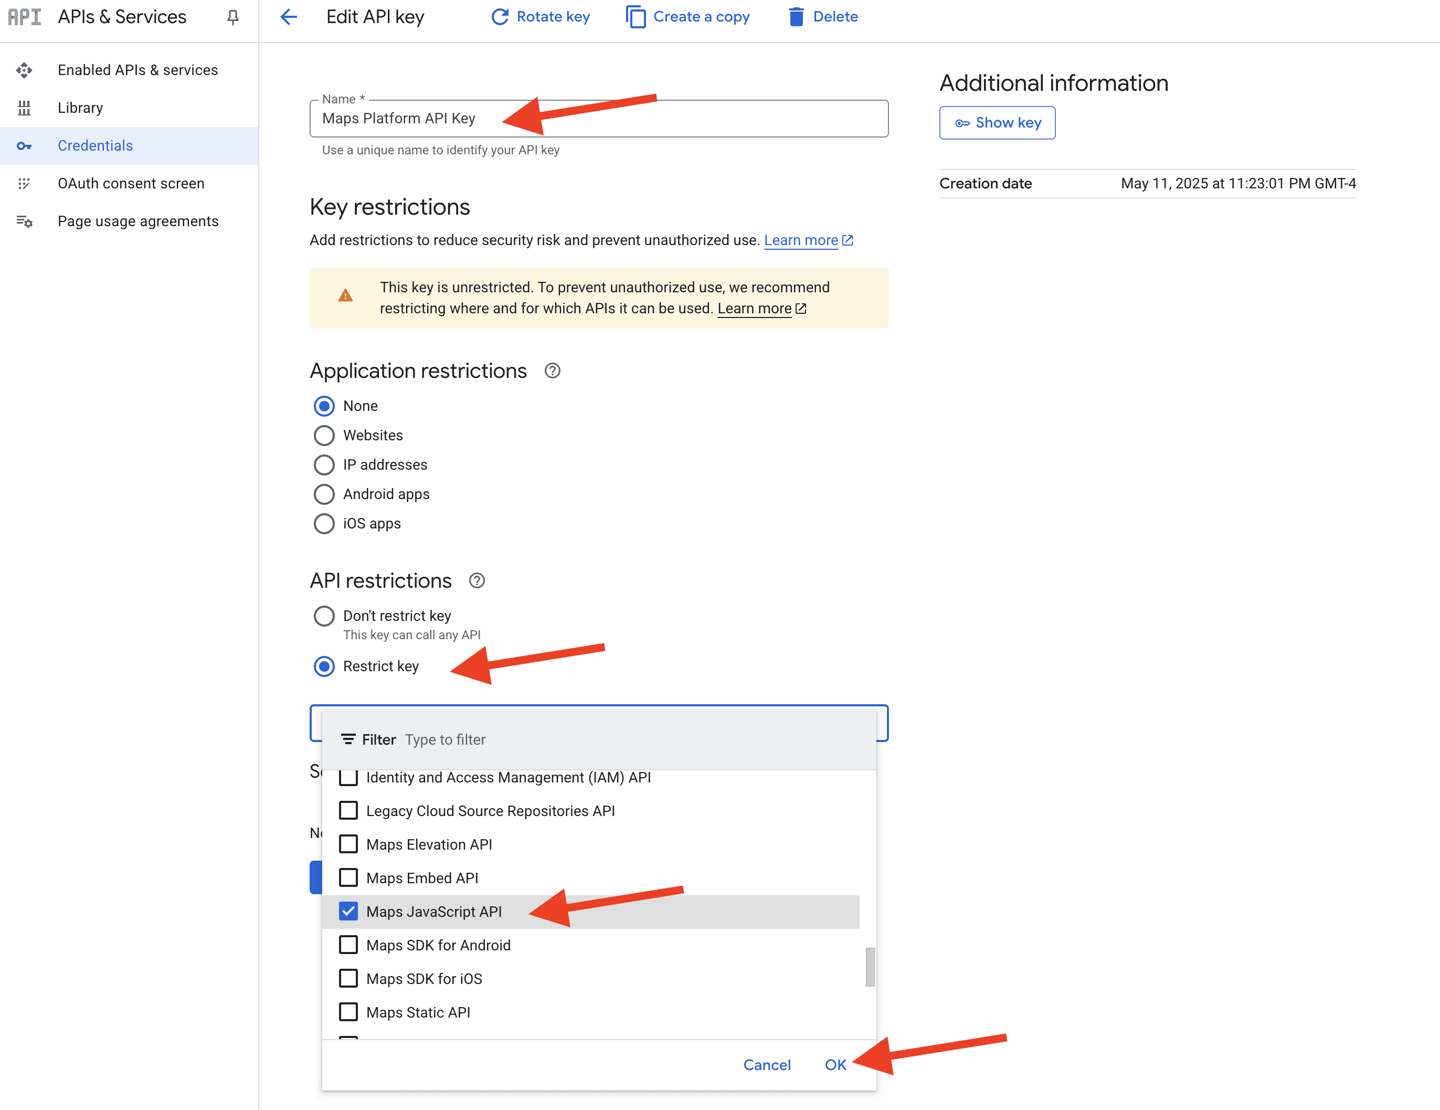 API APIs & Services
Edit API key
Rotate key
Create a copy
Delete
Enabled APIs & services
Library
Credentials
OAuth consent screen
Page usage agreements
Name *
Maps Platform API Key
Use a unique name to identify your API key
Key restrictions
Add restrictions to reduce security risk and prevent unauthorized use. Learn more
This key is unrestricted. To prevent unauthorized use, we recommend
restricting where and for which APIs it can be used. Learn more
Application restrictions
None
Websites
IP addresses
Android apps
iOS apps
API restrictions
Don't restrict key
This key can call any API
Restrict key
Filter Type to filter
Identity and Access Management (IAM) API
Legacy Cloud Source Repositories API
Maps Elevation API
Maps Embed API
Maps JavaScript API
Maps SDK for Android
Maps SDK for iOS
Maps Static API
Cancel
OK
Additional information
Show key
Creation date May 11, 2025 at 11:23:01 PM GMT-4